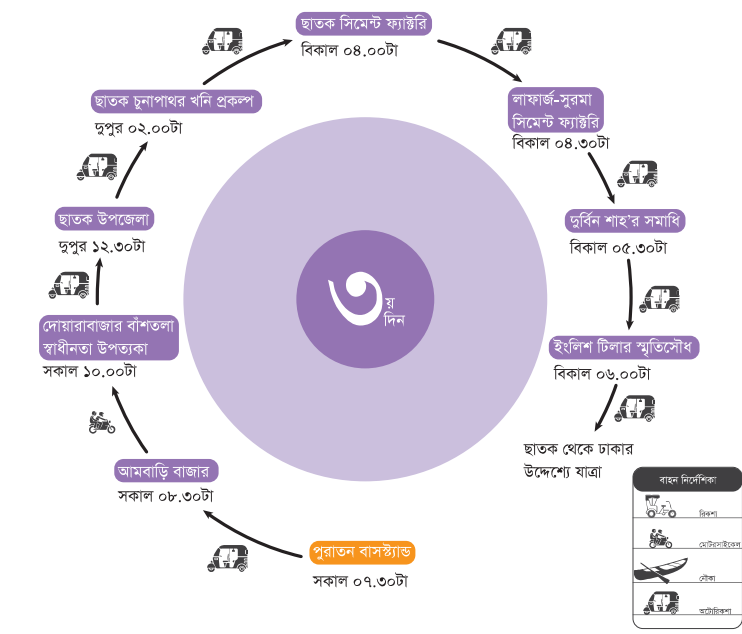 ছাতক সিমেন্ট ফ্যাক্টরি
বিকাল ০৪.০০টা
লাফার্জ-সুরমা
সিমেন্ট ফ্যাক্টরি
বিকাল ০৪.৩০টা
দুর্বিন শাহ'র সমাধি
বিকাল ০৫.৩০টা
ইংলিশ টিলার স্মৃতিসৌধ
বিকাল ০৬.০০টা
ছাতক থেকে ঢাকার
উদ্দেশ্যে যাত্রা
ছাতক চুনাপাথর খনি প্রকল্প
দুপুর ০২.০০টা
ছাতক উপজেলা
দুপুর ১২.৩০টা
দোয়ারাবাজার বাঁশতলা
স্বাধীনতা উপত্যকা
সকাল ১০.০০টা
আমবাড়ি বাজার
সকাল ০৮.৩০টা
পুরাতন বাসস্ট্যান্ড
সকাল ০৭.৩০টা
৩য়
দিন
বাহন নির্দেশিকা
রিকশা
মোটরসাইকেল
নৌকা
অটোরিকশা